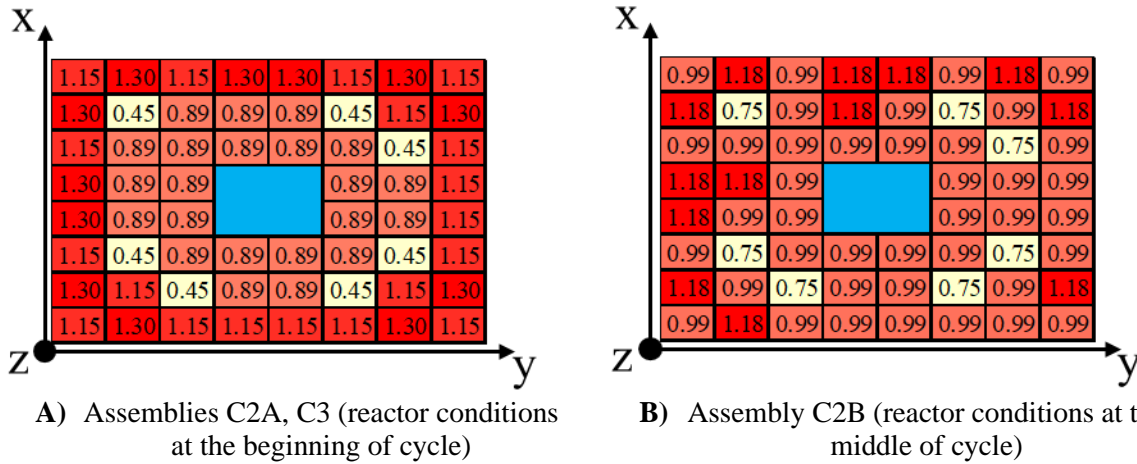 x
1.15 1.30 1.15 1.30 1.30 1.15 1.30 1.15
1.30 0.45 0.89 0.89 0.89 0.45 1.15 1.30
1.15 0.89 0.89 0.89 0.89 0.89 0.45 1.15
1.30 0.89 0.89 0.89 0.89 1.15
1.30 0.89 0.89 0.89 0.89 1.15
1.15 0.45 0.89 0.89 0.89 0.89 0.45 1.15
1.30 1.15 0.45 0.89 0.89 0.45 1.15 1.30
1.15 1.30 1.15 1.15 1.15 1.15 1.30 1.15
z
y
A) Assemblies C2A, C3 (reactor conditions
at the beginning of cycle)
x
0.99 1.18 0.99 1.18 1.18 0.99 1.18 0.99
1.18 0.75 0.99 1.18 0.99 0.75 0.99 1.18
0.99 0.99 0.99 0.99 0.99 0.99 0.75 0.99
1.18 1.18 0.99 0.99 0.99 0.99
1.18 0.99 0.99 0.99 0.99 0.99
0.99 0.75 0.99 0.99 0.99 0.99 0.75 0.99
1.18 0.99 0.75 0.99 0.99 0.75 0.99 1.18
0.99 1.18 0.99 0.99 0.99 0.99 0.99 0.99
z
y
B) Assembly C2B (reactor conditions at t
middle of cycle)